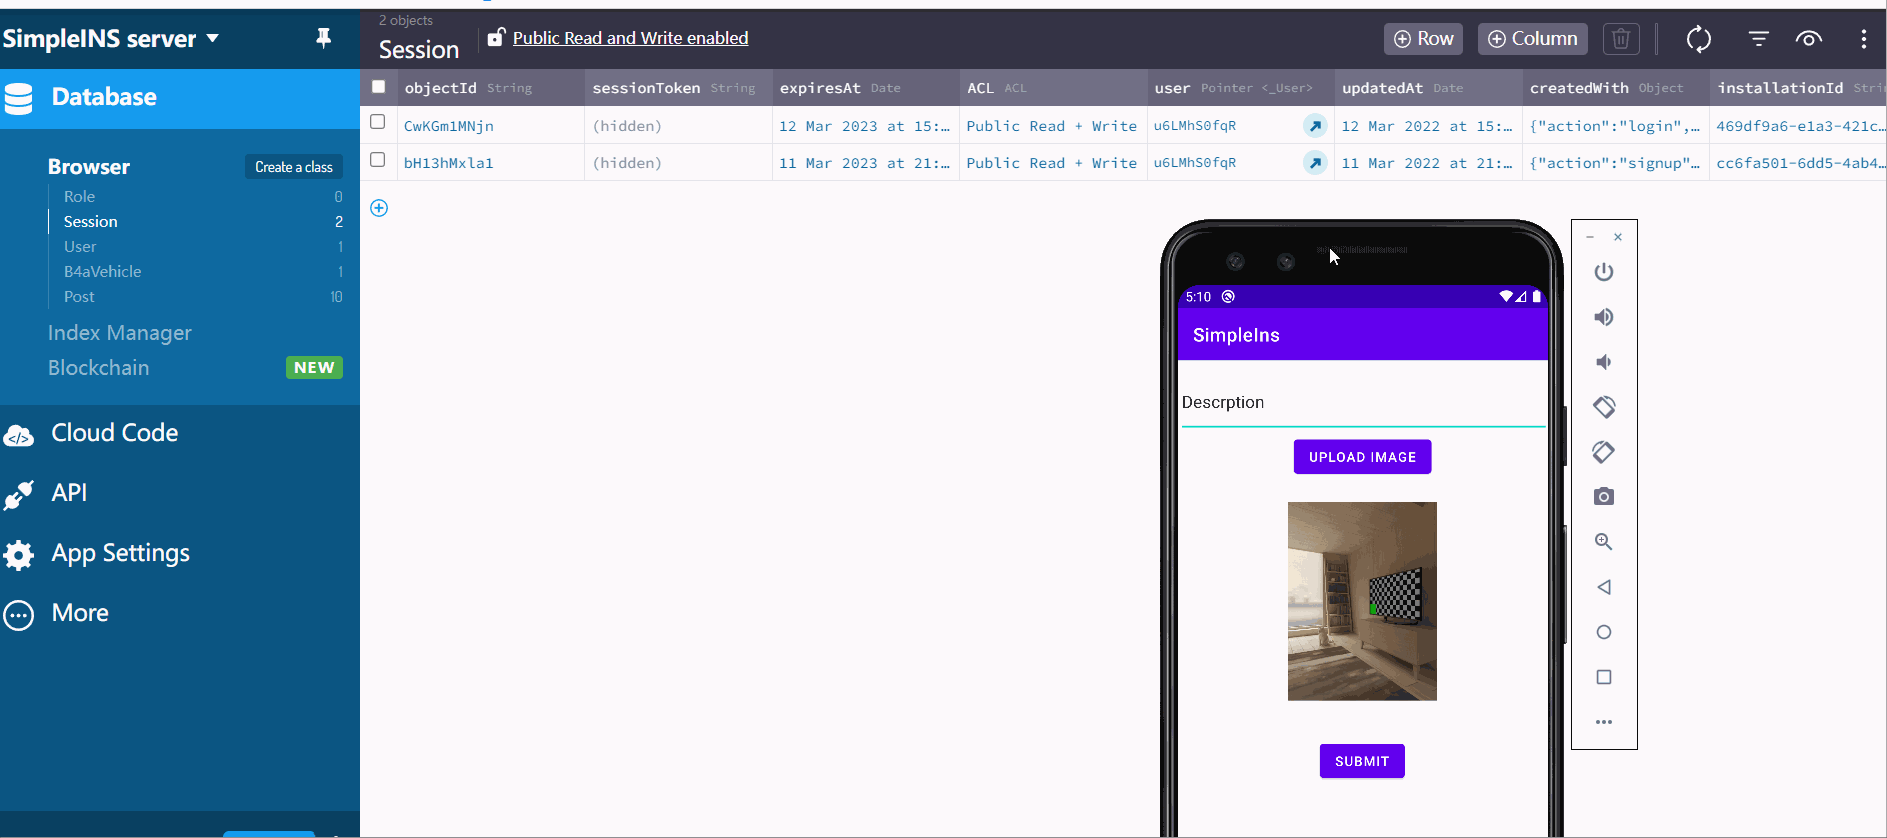 SimpleINS server
2 objects
Session
Public Read and Write enabled
Row
Column
Database
Browser
Create a class
Role 0
Session 2
User 1
B4aVehicle 1
Post 10
Index Manager
Blockchain NEW
Cloud Code
API
App Settings
More
objectId String sessionToken String expiresAt Date ACL ACL user Pointer <_User> updatedAt Date createdWith Object installationId Strin
CwKGm1MNjn (hidden) 12 Mar 2023 at 15:… Public Read + Write u6LMhS0fqR 12 Mar 2022 at 15:… {"action":"login",… 469df9a6-e1a3-421c…
bH13hMxla1 (hidden) 11 Mar 2023 at 21:… Public Read + Write u6LMhS0fqR 11 Mar 2022 at 21:… {"action":"signup"… cc6fa501-6dd5-4ab4…
5:10
SimpleIns
Descrption
UPLOAD IMAGE
SUBMIT